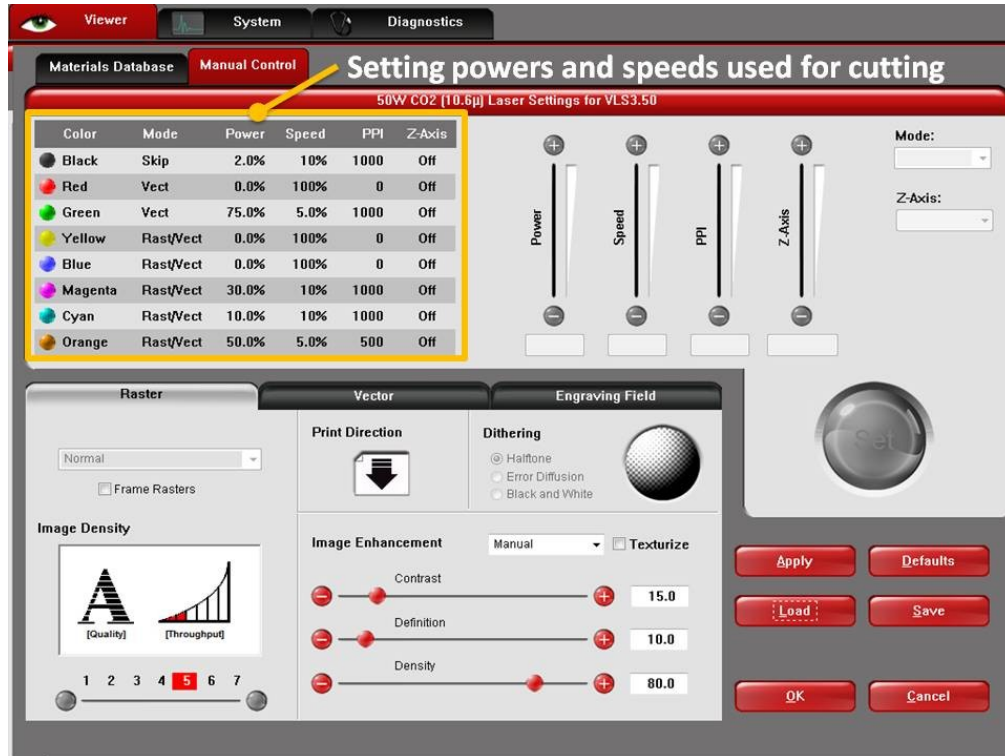 Viewer System Diagnostics
Materials Database Manual Control
Setting powers and speeds used for cutting
50W CO2 (10.6µ) Laser Settings for VLS3.50
Color Mode Power Speed PPI Z-Axis
Black Skip 2.0% 10% 1000 Off
Red Vect 0.0% 100% 0 Off
Green Vect 75.0% 5.0% 1000 Off
Yellow Rast/Vect 0.0% 100% 0 Off
Blue Rast/Vect 0.0% 100% 0 Off
Magenta Rast/Vect 30.0% 10% 1000 Off
Cyan Rast/Vect 10.0% 10% 1000 Off
Orange Rast/Vect 50.0% 5.0% 500 Off
Power
Speed
PPI
Z-Axis
Mode:
Z-Axis:
Set
Raster Vector Engraving Field
Normal
Frame Rasters
Print Direction
Dithering
Halftone
Error Diffusion
Black and White
Image Density
A
[Quality] [Throughput]
1 2 3 4 5 6 7
Image Enhancement Manual Texturize
Contrast
15.0
Definition
10.0
Density
80.0
Apply Defaults
Load Save
OK Cancel